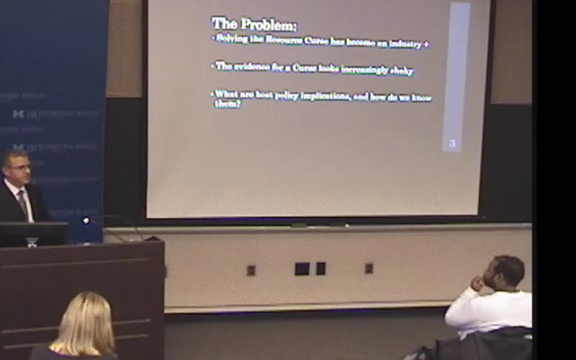 The Problem:
• Solving the Resource Curse has become an industry
• The evidence for a Curse looks increasingly shaky
• What are best policy implications, and how do we know
them?
3